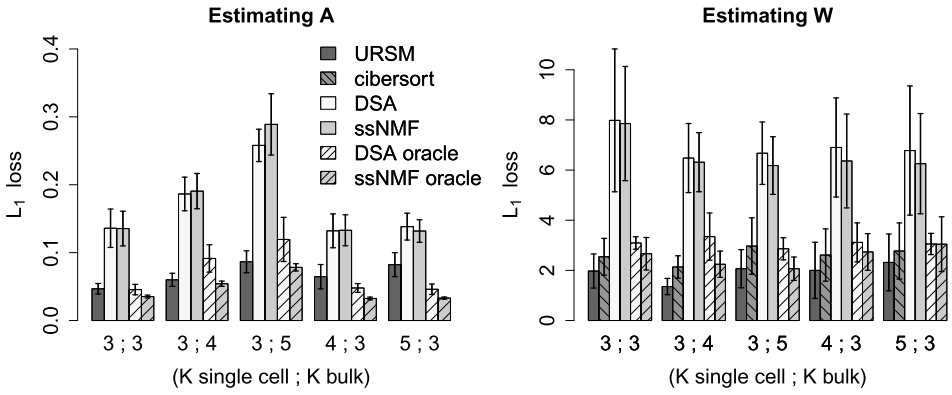 Estimating A
L1 loss
0.0
0.1
0.2
0.3
0.4
URSM
cibersort
DSA
ssNMF
DSA oracle
ssNMF oracle
3 ; 3
3 ; 4
3 ; 5
4 ; 3
5 ; 3
(K single cell ; K bulk)
Estimating W
L1 loss
0
2
4
6
8
10
3 ; 3
3 ; 4
3 ; 5
4 ; 3
5 ; 3
(K single cell ; K bulk)